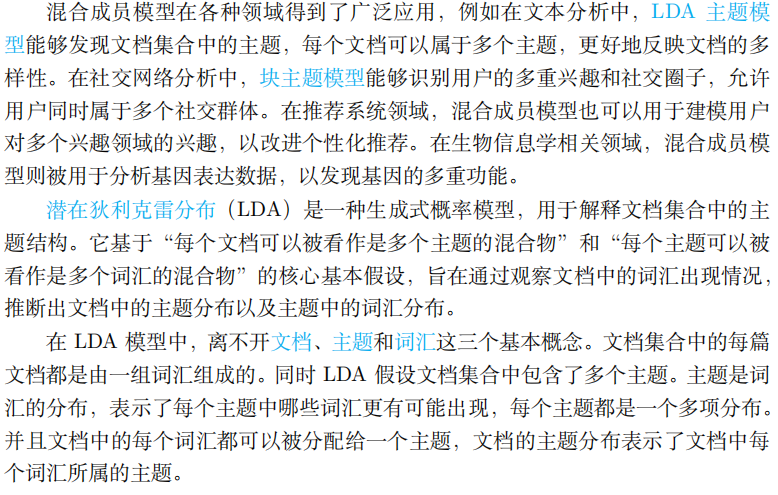 混合成员模型在各种领域得到了广泛应用，例如在文本分析中，LDA 主题模
型能够发现文档集合中的主题，每个文档可以属于多个主题，更好地反映文档的多
样性。在社交网络分析中，块主题模型能够识别用户的多重兴趣和社交圈子，允许
用户同时属于多个社交群体。在推荐系统领域，混合成员模型也可以用于建模用户
对多个兴趣领域的兴趣，以改进个性化推荐。在生物信息学相关领域，混合成员模
型则被用于分析基因表达数据，以发现基因的多重功能。
潜在狄利克雷分布（LDA）是一种生成式概率模型，用于解释文档集合中的主
题结构。它基于“每个文档可以被看作是多个主题的混合物”和“每个主题可以被
看作是多个词汇的混合物”的核心基本假设，旨在通过观察文档中的词汇出现情况，
推断出文档中的主题分布以及主题中的词汇分布。
在 LDA 模型中，离不开文档、主题和词汇这三个基本概念。文档集合中的每篇
文档都是由一组词汇组成的。同时 LDA 假设文档集合中包含了多个主题。主题是词
汇的分布，表示了每个主题中哪些词汇更有可能出现，每个主题都是一个多项分布。
并且文档中的每个词汇都可以被分配给一个主题，文档的主题分布表示了文档中每
个词汇所属的主题。